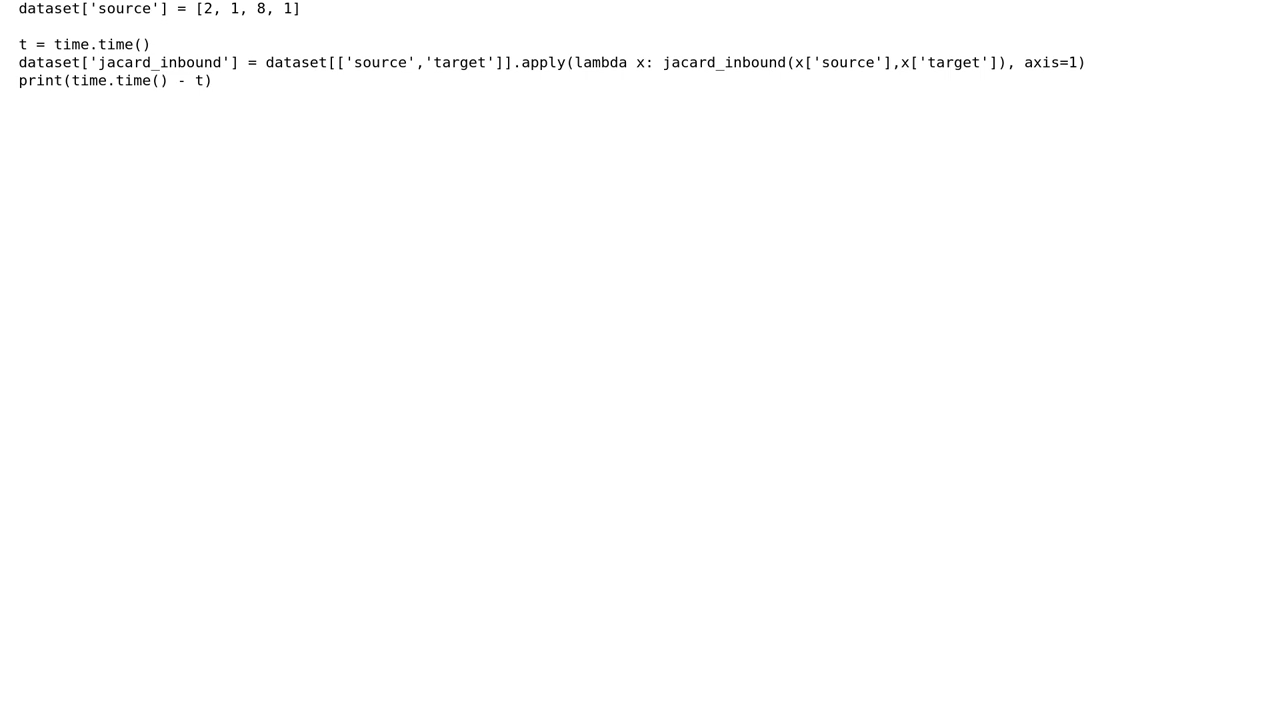 dataset['source'] = [2, 1, 8, 1]
t = time.time()
dataset['jacard_inbound'] = dataset[['source','target']].apply(lambda x: jacard_inbound(x['source'],x['target']), axis=1)
print(time.time() - t)